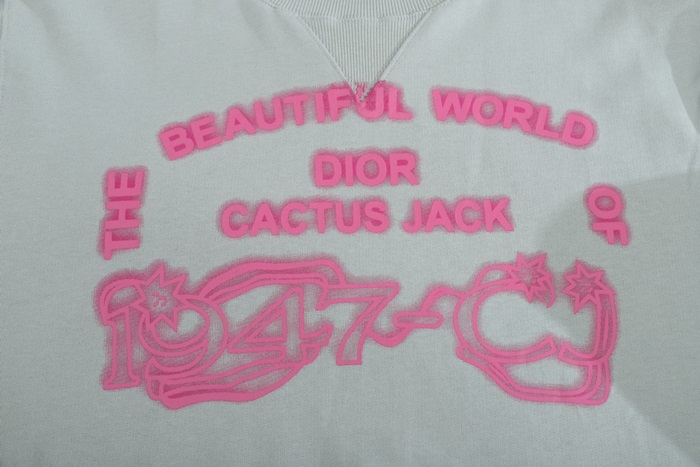 THE BEAUTIFUL WORLD OF
DIOR
CACTUS JACK
1947-CJ